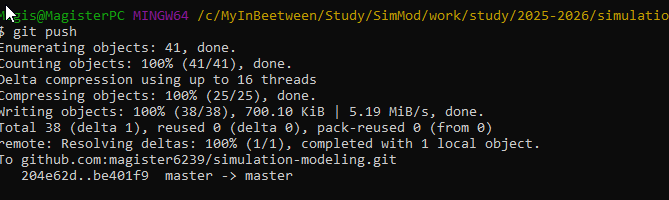 Magis@MagisterPC MINGW64 /c/MyInBeetween/Study/SimMod/work/study/2025-2026/simulatio
$ git push
Enumerating objects: 41, done.
Counting objects: 100% (41/41), done.
Delta compression using up to 16 threads
Compressing objects: 100% (25/25), done.
Writing objects: 100% (38/38), 700.10 KiB | 5.19 MiB/s, done.
Total 38 (delta 1), reused 0 (delta 0), pack-reused 0 (from 0)
remote: Resolving deltas: 100% (1/1), completed with 1 local object.
To github.com:magister6239/simulation-modeling.git
   204e62d..be401f9  master -> master